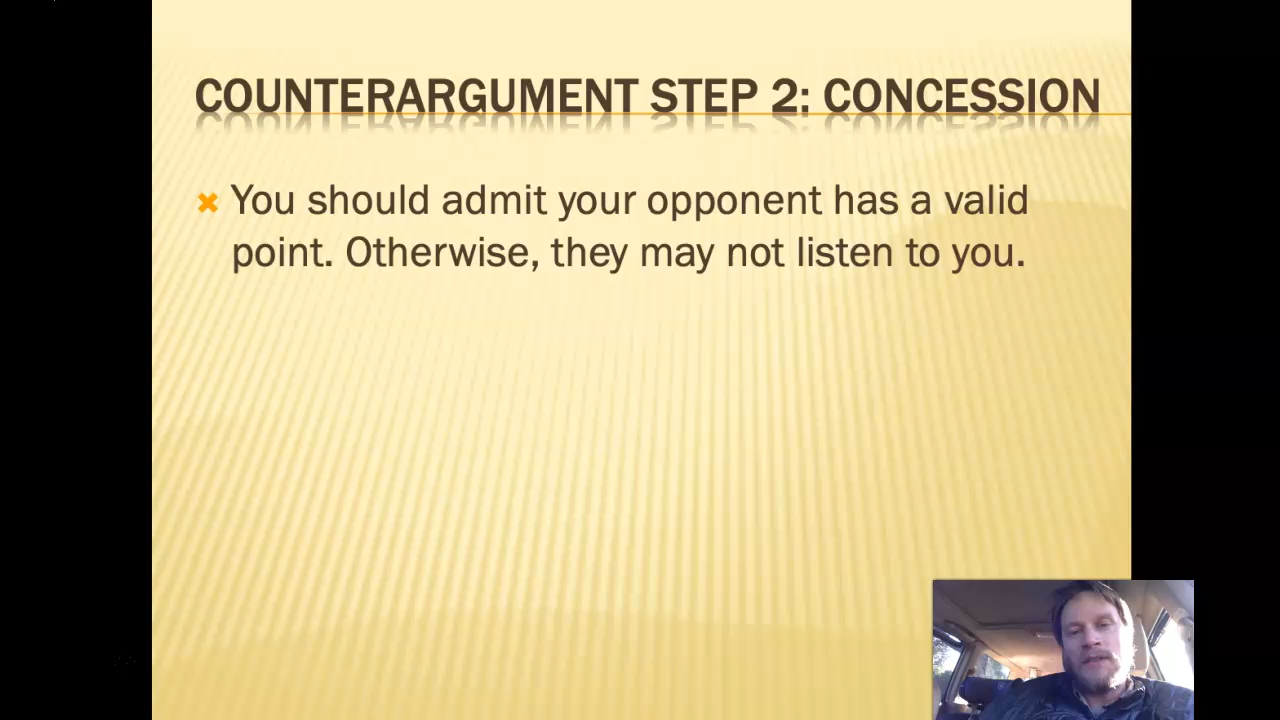 COUNTERARGUMENT STEP 2: CONCESSION
You should admit your opponent has a valid
point. Otherwise, they may not listen to you.